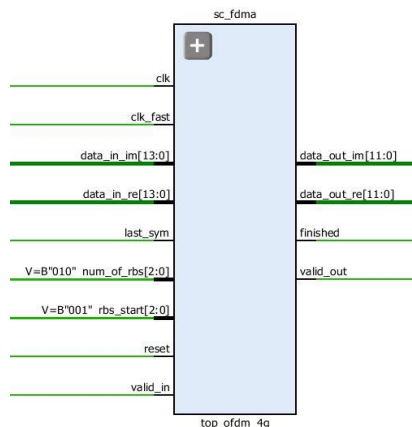 sc_fdma
+
clk
clk_fast
data_in_im[13:0] data_out_im[11:0]
data_in_re[13:0] data_out_re[11:0]
last_sym finished
V=B"010" num_of_rbs[2:0] valid_out
V=B"001" rbs_start[2:0]
reset
valid_in
top_ofdm_4g